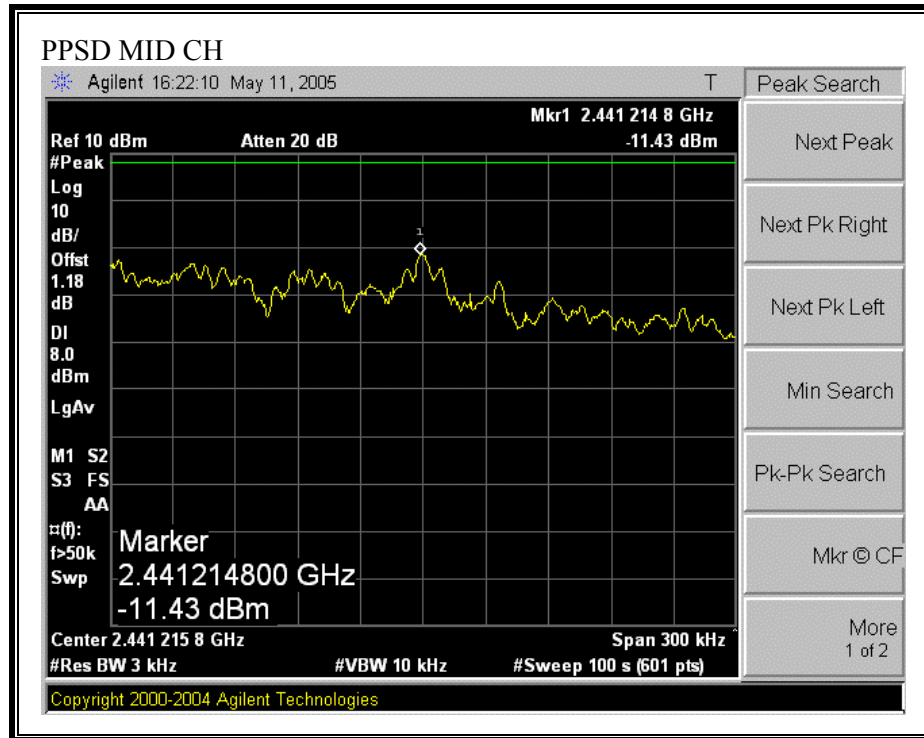 PPSD MID CH
Agilent 16:22:10 May 11, 2005 T
Peak Search
Mkr1 2.441 214 8 GHz
Ref 10 dBm Atten 20 dB -11.43 dBm
#Peak
Log
10
dB/
Offst
1.18
dB
DI
8.0
dBm
LgAv
M1 S2
S3 FS
AA
¤(f):
f>50k
Swp
1
Marker
2.441214800 GHz
-11.43 dBm
Center 2.441 215 8 GHz Span 300 kHz
#Res BW 3 kHz #VBW 10 kHz #Sweep 100 s (601 pts)
Copyright 2000-2004 Agilent Technologies
Next Peak
Next Pk Right
Next Pk Left
Min Search
Pk-Pk Search
Mkr © CF
More
1 of 2